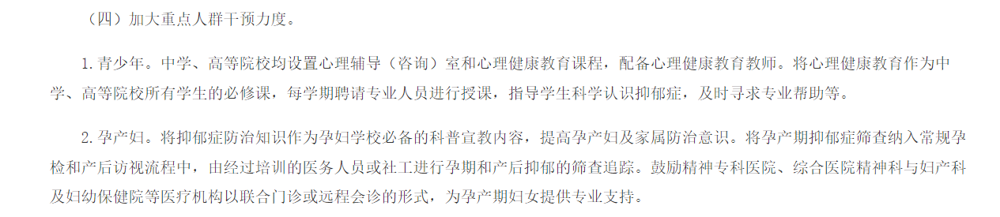 （四）加大重点人群干预力度。
1.青少年。中学、高等院校均设置心理辅导（咨询）室和心理健康教育课程，配备心理健康教育教师。将心理健康教育作为中
学、高等院校所有学生的必修课，每学期聘请专业人员进行授课，指导学生科学认识抑郁症，及时寻求专业帮助等。
2.孕产妇。将抑郁症防治知识作为孕妇学校必备的科普宣教内容，提高孕产妇及家属防治意识。将孕产期抑郁症筛查纳入常规孕
检和产后访视流程中，由经过培训的医务人员或社工进行孕期和产后抑郁的筛查追踪。鼓励精神专科医院、综合医院精神科与妇产科
及妇幼保健院等医疗机构以联合门诊或远程会诊的形式，为孕产期妇女提供专业支持。